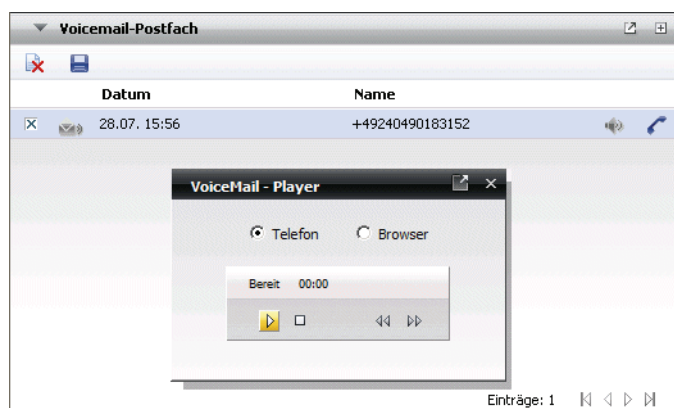 Voicemail-Postfach
Datum Name
28.07. 15:56 +49240490183152
VoiceMail - Player
Telefon Browser
Bereit 00:00
Einträge: 1